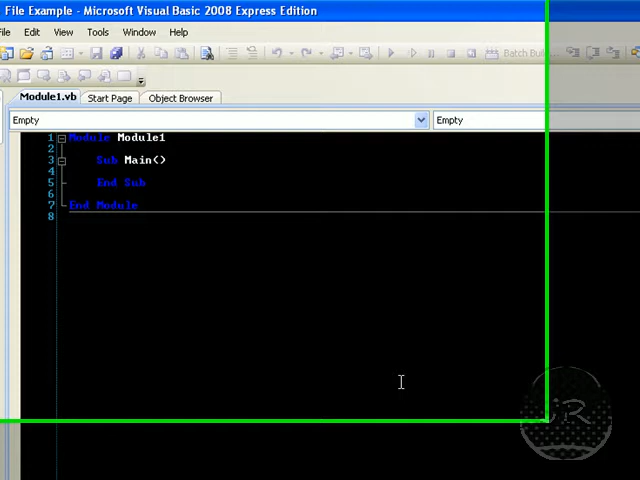 File Example - Microsoft Visual Basic 2008 Express Edition
File Edit View Tools Window Help
Batch Buil
Module1.vb Start Page Object Browser
Empty Empty
1 Module Module1
2
3 Sub Main()
4
5 End Sub
6
7 End Module
8
JR